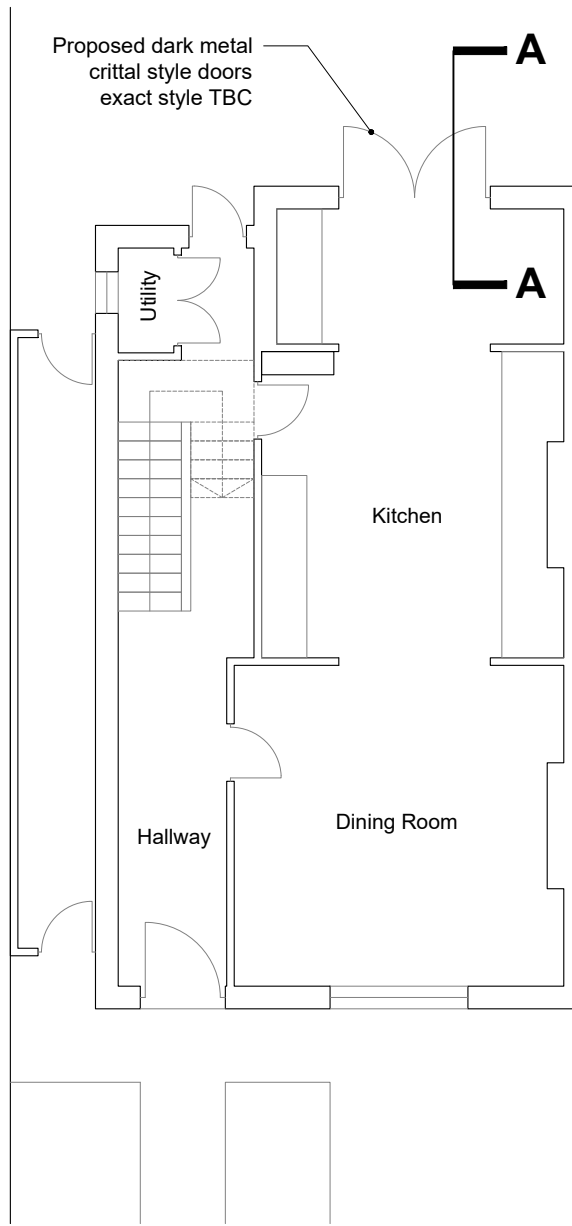 Proposed dark metal
crittal style doors
exact style TBC
A
A
Utility
Kitchen
Dining Room
Hallway